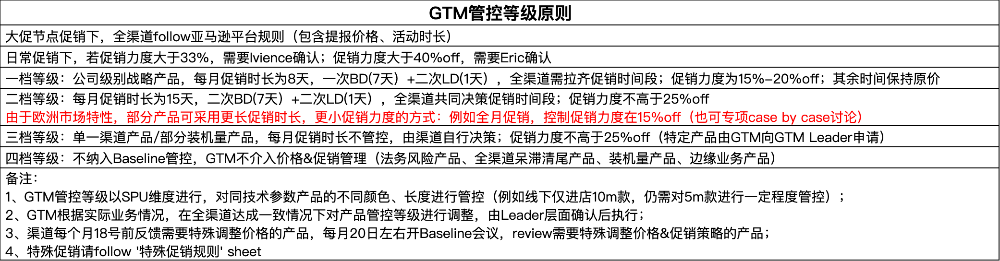 GTM管控等级原则
大促节点促销下，全渠道follow亚马逊平台规则（包含提报价格、活动时长）
日常促销下，若促销力度大于33%，需要Ivience确认；促销力度大于40%off，需要Eric确认
一档等级：公司级别战略产品，每月促销时长为8天，一次BD(7天）+二次LD(1天），全渠道需拉齐促销时间段；促销力度为15%-20%off；其余时间保持原价
二档等级：每月促销时长为15天，二次BD(7天）+二次LD(1天），全渠道共同决策促销时间段；促销力度不高于25%off
由于欧洲市场特性，部分产品可采用更长促销时长，更小促销力度的方式：例如全月促销，控制促销力度在15%off（也可专项case by case讨论）
三档等级：单一渠道产品/部分装机量产品，每月促销时长不管控，由渠道自行决策；促销力度不高于25%off（特定产品由GTM向GTM Leader申请）
四档等级：不纳入Baseline管控，GTM不介入价格&促销管理（法务风险产品、全渠道呆滞清尾产品、装机量产品、边缘业务产品）
备注：
1、GTM管控等级以SPU维度进行，对同技术参数产品的不同颜色、长度进行管控（例如线下仅进店10m款，仍需对5m款进行一定程度管控）；
2、GTM根据实际业务情况，在全渠道达成一致情况下对产品管控等级进行调整，由Leader层面确认后执行；
3、渠道每个月18号前反馈需要特殊调整价格的产品，每月20日左右开Baseline会议，review需要特殊调整价格&促销策略的产品；
4、特殊促销请follow '特殊促销规则' sheet